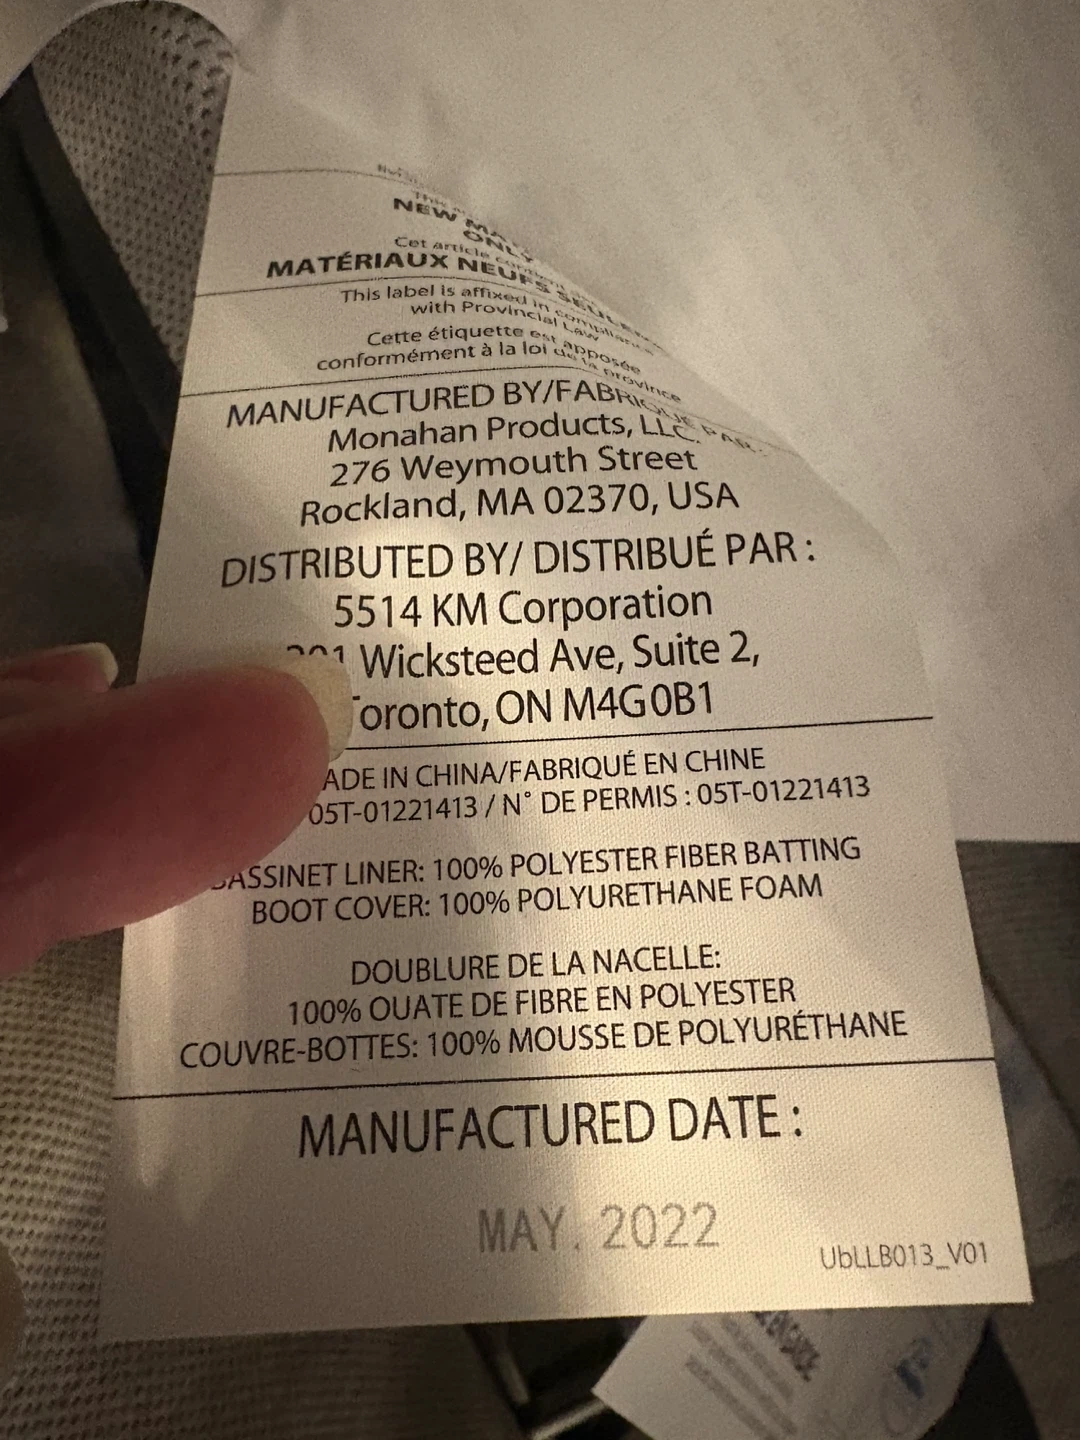 NEW
ONLY
Cet article
MATÉRIAUX NEUFS
This label is affixed in compliance
with Provincial Law
Cette étiquette est apposée
conformément à la loi de la province
MANUFACTURED BY/FABRIQUÉ PAR:
Monahan Products, LLC.
276 Weymouth Street
Rockland, MA 02370, USA
DISTRIBUTED BY/ DISTRIBUÉ PAR :
5514 KM Corporation
Wicksteed Ave, Suite 2,
Toronto, ON M4G0B1
ADE IN CHINA/FABRIQUÉ EN CHINE
05T-01221413 / N° DE PERMIS : 05T-01221413
BASSINET LINER: 100% POLYESTER FIBER BATTING
BOOT COVER: 100% POLYURETHANE FOAM
DOUBLURE DE LA NACELLE:
100% OUATE DE FIBRE EN POLYESTER
COUVRE-BOTTES: 100% MOUSSE DE POLYURÉTHANE
MANUFACTURED DATE :
MAY. 2022
UbLLB013_V01